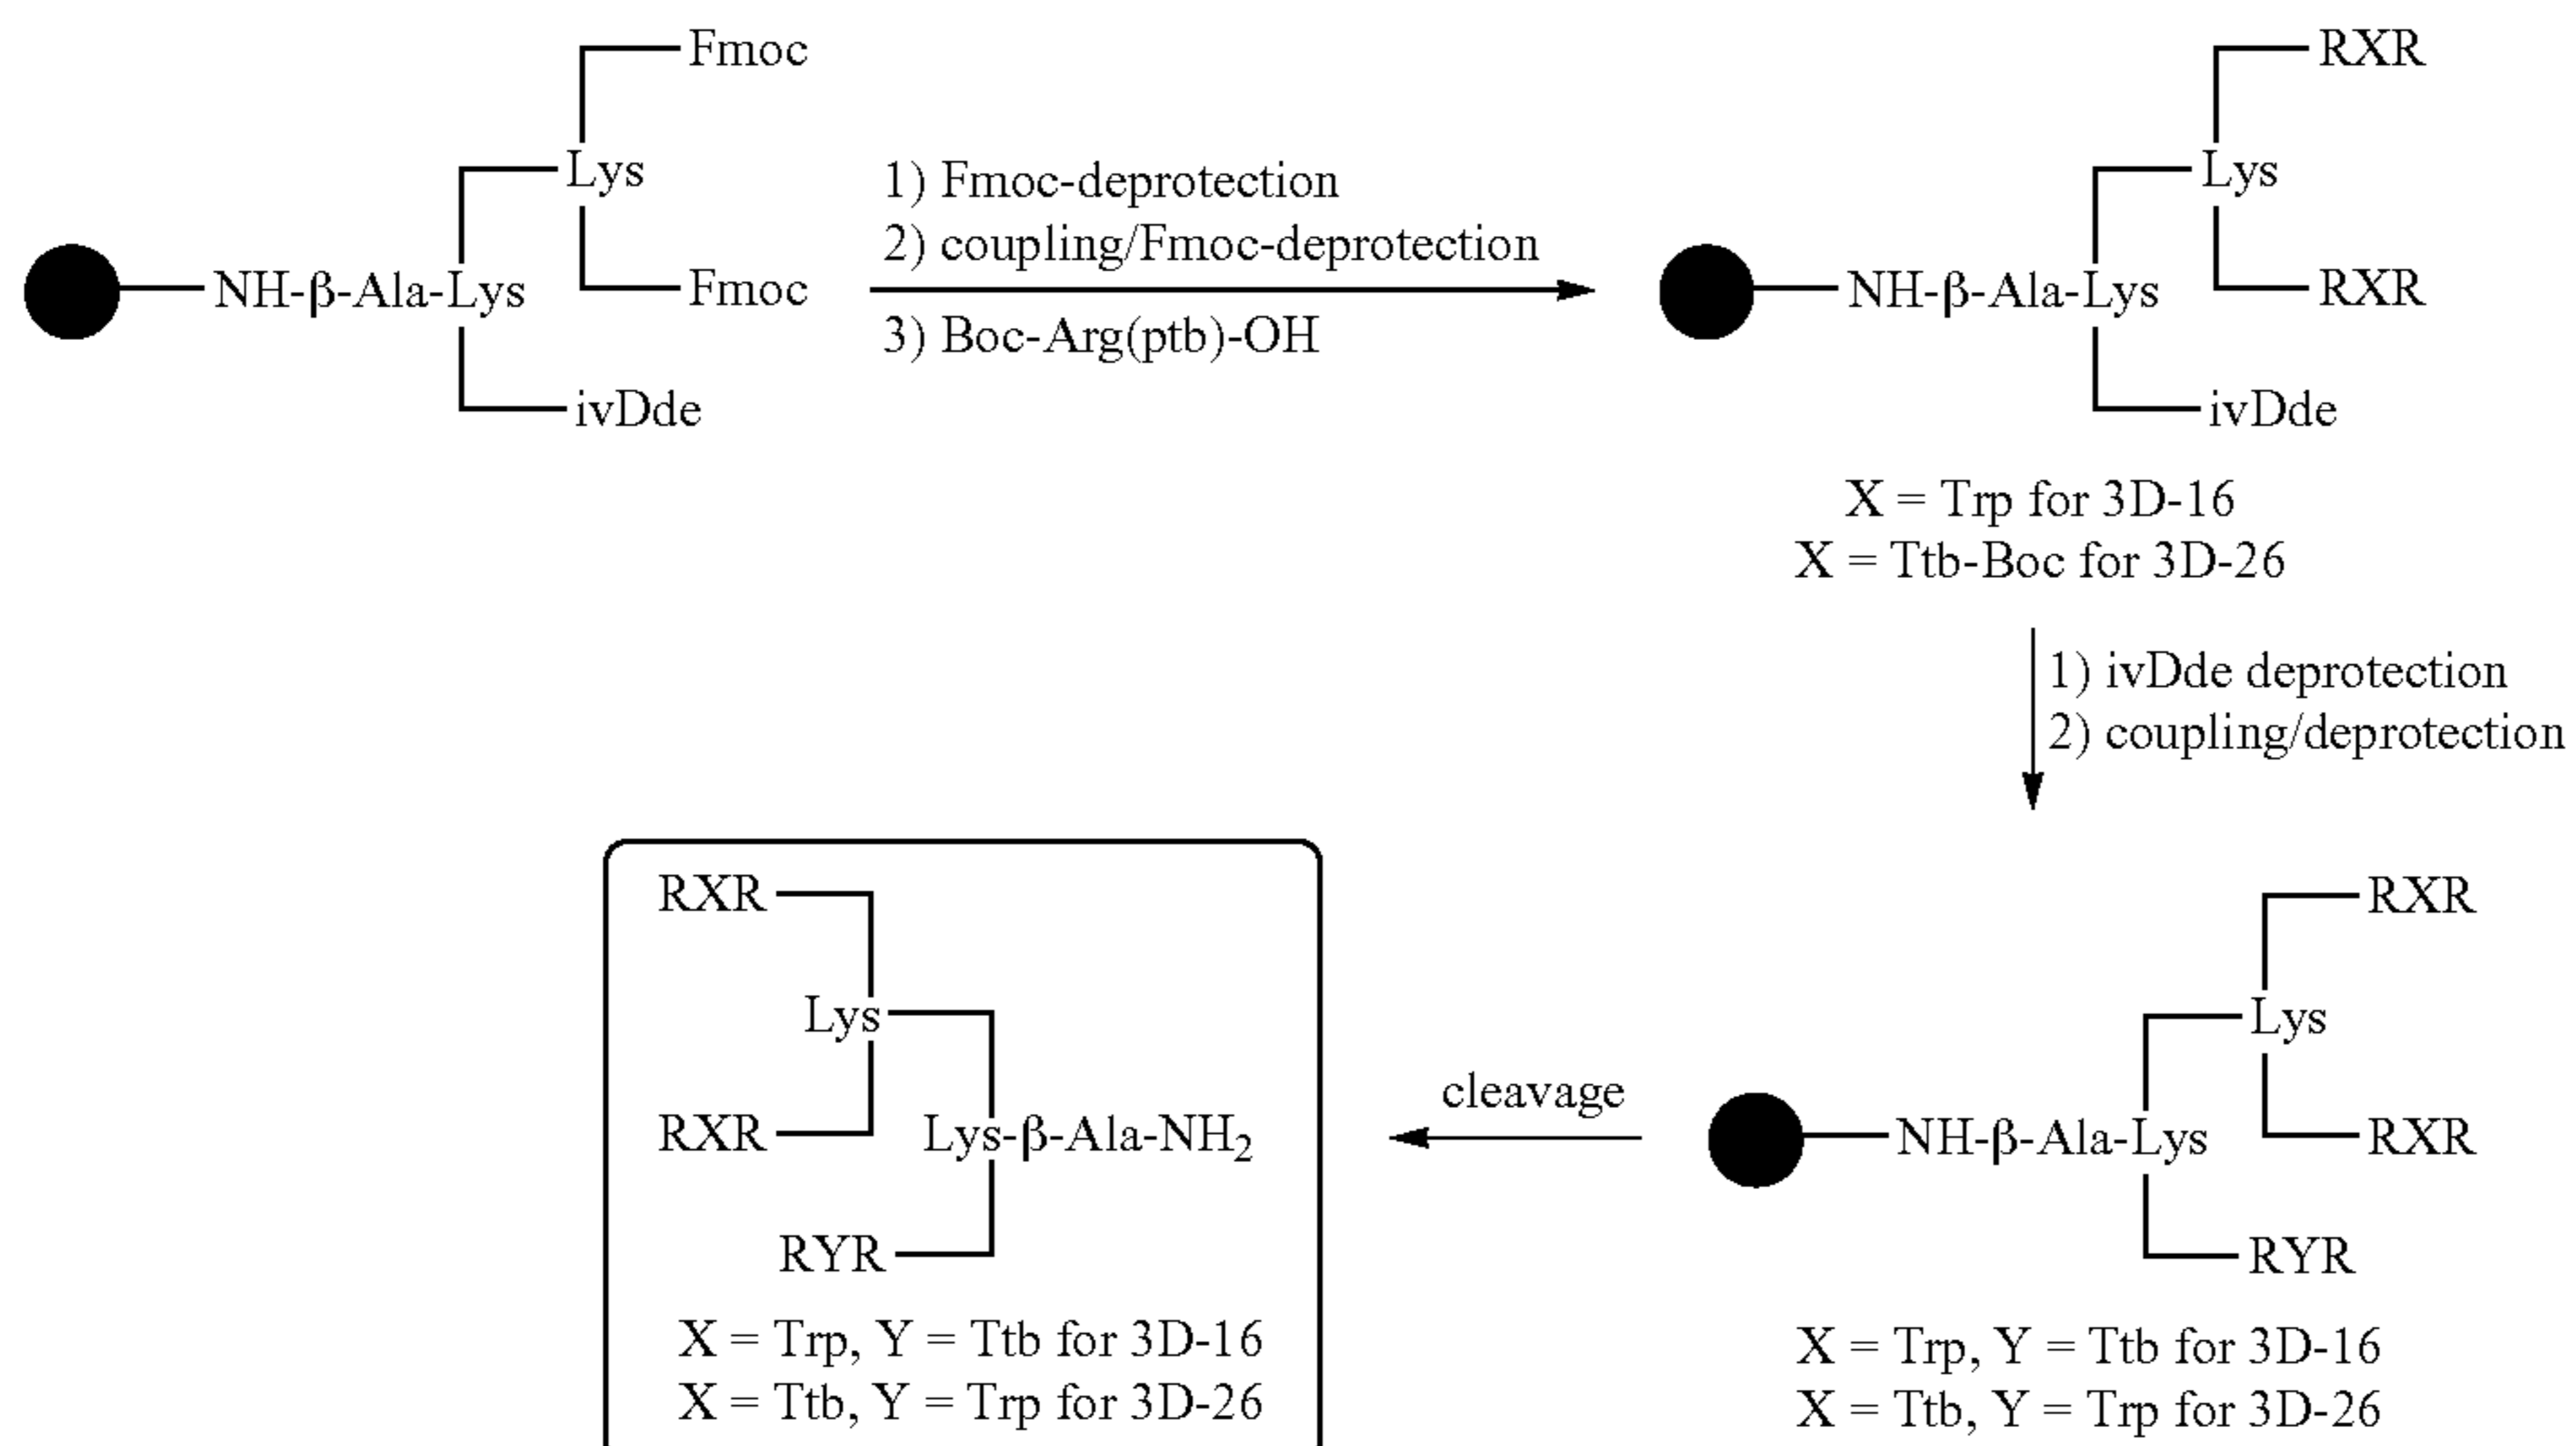 Fmoc
Lys
NH-β-Ala-Lys
Fmoc
ivDde
1) Fmoc-deprotection
2) coupling/Fmoc-deprotection
3) Boc-Arg(ptb)-OH
RXR
Lys
NH-β-Ala-Lys
RXR
ivDde
X = Trp for 3D-16
X = Ttb-Boc for 3D-26
1) ivDde deprotection
2) coupling/deprotection
RXR
Lys
NH-β-Ala-Lys
RXR
RYR
X = Trp, Y = Ttb for 3D-16
X = Ttb, Y = Trp for 3D-26
cleavage
RXR
Lys
RXR
Lys-β-Ala-NH₂
RYR
X = Trp, Y = Ttb for 3D-16
X = Ttb, Y = Trp for 3D-26